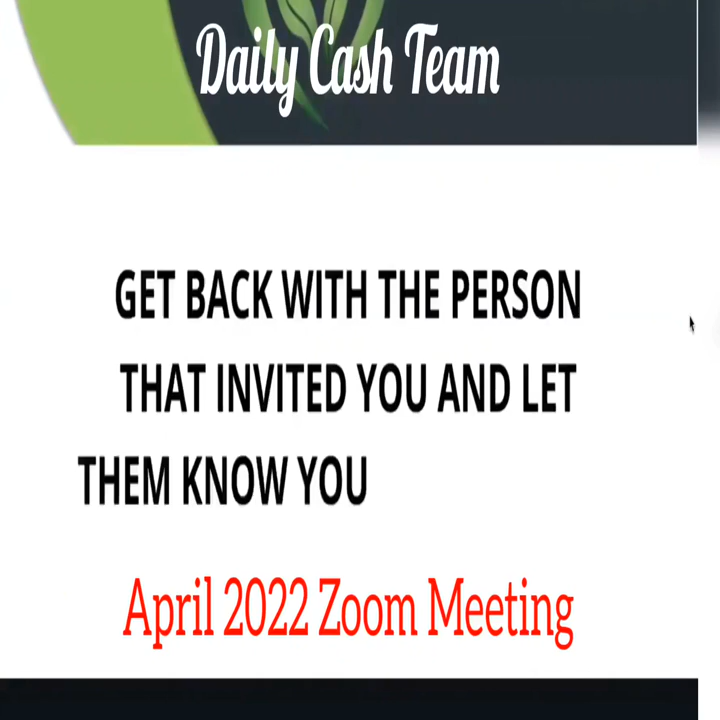 Daily Cash Team
GET BACK WITH THE PERSON
THAT INVITED YOU AND LET
THEM KNOW YOU
April 2022 Zoom Meeting